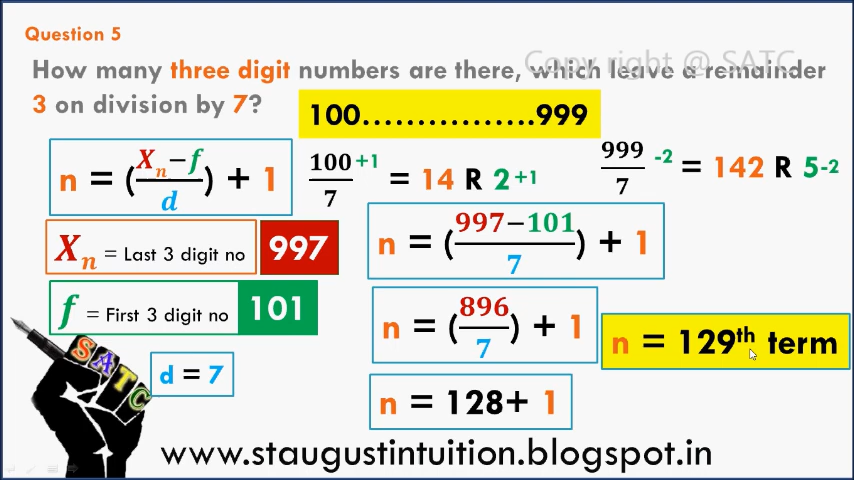 Question 5
Copy right @ SATC
How many three digit numbers are there, which leave a remainder
3 on division by 7?
100................999
n = (Xn−f/d) + 1
100/7 +1 = 14 R 2+1
999/7 -2 = 142 R 5-2
Xn = Last 3 digit no 997
n = (997−101/7) + 1
f = First 3 digit no 101
n = (896/7) + 1
n = 129th term
d = 7
n = 128+ 1
SATC
www.staugustintuition.blogspot.in